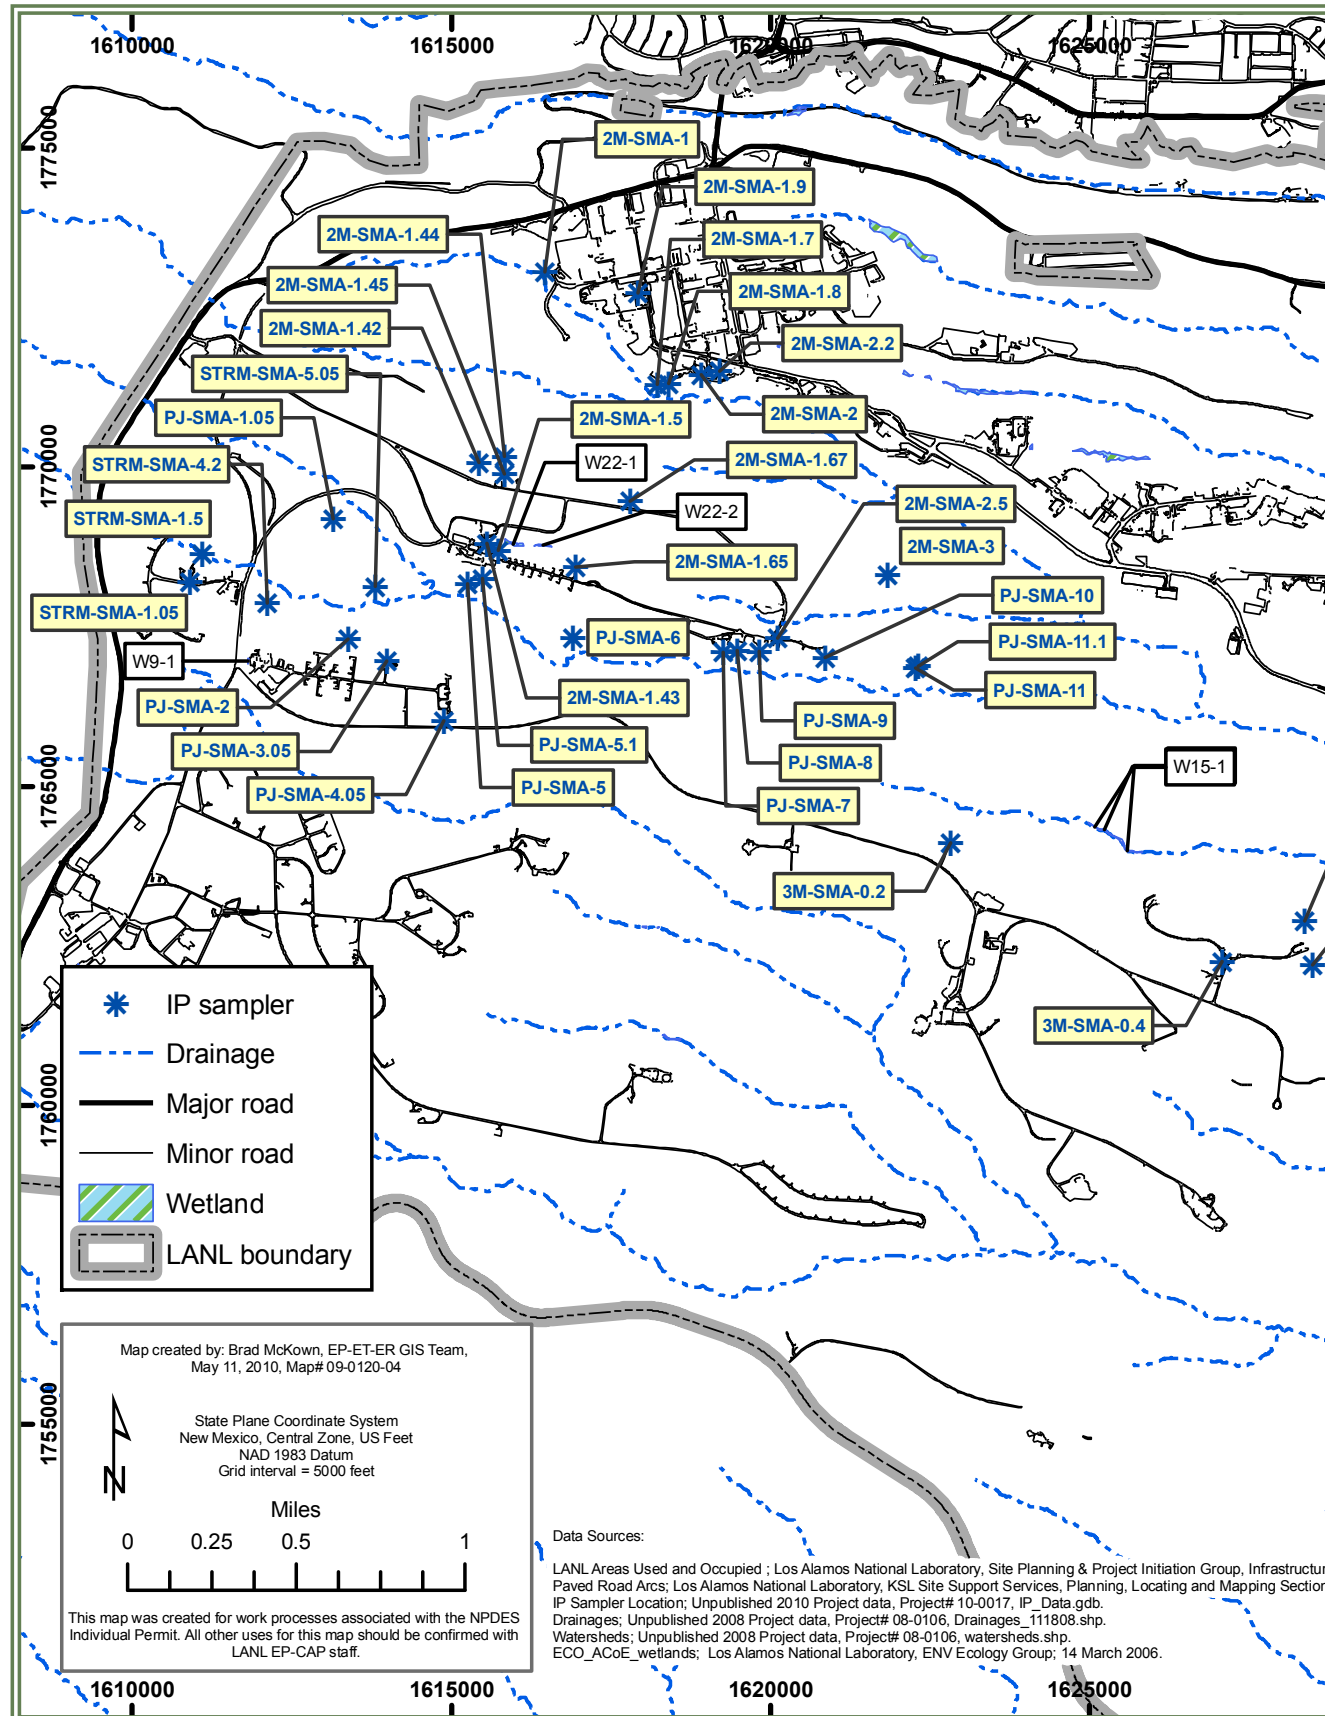 1610000
1615000
1620000
1625000
1775000
1770000
1765000
1760000
1755000
2M-SMA-1
2M-SMA-1.9
2M-SMA-1.44
2M-SMA-1.7
2M-SMA-1.45
2M-SMA-1.8
2M-SMA-1.42
2M-SMA-2.2
STRM-SMA-5.05
PJ-SMA-1.05
2M-SMA-1.5
2M-SMA-2
STRM-SMA-4.2
W22-1
2M-SMA-1.67
STRM-SMA-1.5
W22-2
2M-SMA-2.5
2M-SMA-3
2M-SMA-1.65
PJ-SMA-10
STRM-SMA-1.05
PJ-SMA-6
PJ-SMA-11.1
W9-1
PJ-SMA-11
PJ-SMA-2
2M-SMA-1.43
PJ-SMA-9
PJ-SMA-3.05
PJ-SMA-5.1
PJ-SMA-8
W15-1
PJ-SMA-4.05
PJ-SMA-5
PJ-SMA-7
3M-SMA-0.2
3M-SMA-0.4
IP sampler
Drainage
Major road
Minor road
Wetland
LANL boundary
Map created by: Brad McKown, EP-ET-ER GIS Team,
May 11, 2010, Map# 09-0120-04
State Plane Coordinate System
New Mexico, Central Zone, US Feet
NAD 1983 Datum
Grid interval = 5000 feet
N
Miles
0 0.25 0.5 1
This map was created for work processes associated with the NPDES
Individual Permit. All other uses for this map should be confirmed with
LANL EP-CAP staff.
Data Sources:
LANL Areas Used and Occupied ; Los Alamos National Laboratory, Site Planning & Project Initiation Group, Infrastructur
Paved Road Arcs; Los Alamos National Laboratory, KSL Site Support Services, Planning, Locating and Mapping Section
IP Sampler Location; Unpublished 2010 Project data, Project# 10-0017, IP_Data.gdb.
Drainages; Unpublished 2008 Project data, Project# 08-0106, Drainages_111808.shp.
Watersheds; Unpublished 2008 Project data, Project# 08-0106, watersheds.shp.
ECO_ACoE_wetlands; Los Alamos National Laboratory, ENV Ecology Group; 14 March 2006.
1610000
1615000
1620000
1625000